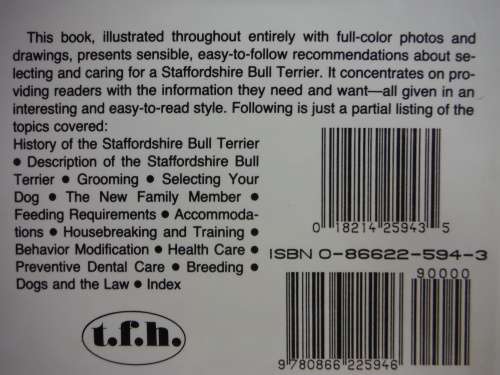 This book, illustrated throughout entirely with full-color photos and
drawings, presents sensible, easy-to-follow recommendations about se-
lecting and caring for a Staffordshire Bull Terrier. It concentrates on pro-
viding readers with the information they need and want—all given in an
interesting and easy-to-read style. Following is just a partial listing of the
topics covered:
History of the Staffordshire Bull Terrier
● Description of the Staffordshire Bull
Terrier ● Grooming ● Selecting Your
Dog ● The New Family Member ●
Feeding Requirements ● Accommoda-
tions ● Housebreaking and Training ●
Behavior Modification ● Health Care ●
Preventive Dental Care ● Breeding ●
Dogs and the Law ● Index
t.f.h.
0 18214 25943 5
ISBN 0-86622-594-3
90000
9 780866 225946